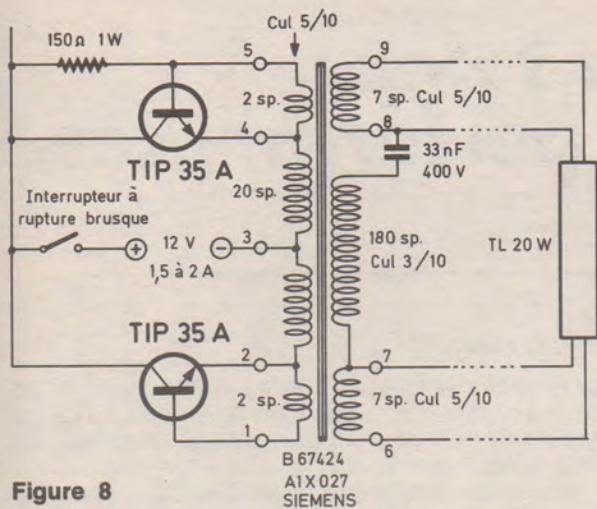 Cul 5/10
150Ω 1W
5
9
2 sp.
7 sp. Cul 5/10
4
8
TIP 35 A
33 nF
400 V
20 sp.
Interrupteur à
rupture brusque
3
+ 12 V -
1,5 à 2 A
180 sp.
Cul 3/10
TL 20 W
TIP 35 A
2
7
2 sp.
7 sp. Cul 5/10
1
6
B 67424
A1X027
SIEMENS
Figure 8